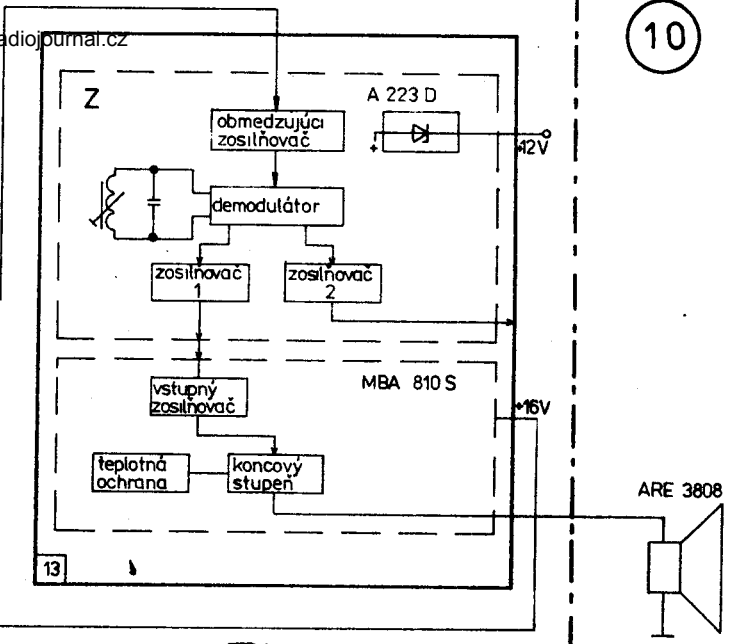 adiojournal.cz
10
Z
A 223 D
obmedzujúci
zosilňovač
+
+12V
demodulátor
zosilňovač
1
zosilňovač
2
MBA 810 S
vstupný
zosilňovač
+16V
teplotná
ochrana
koncový
stupeň
ARE 3808
13